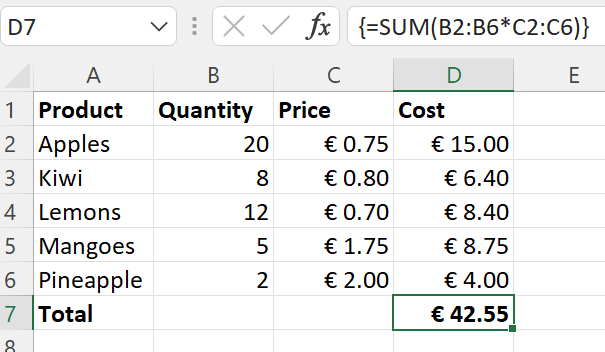 D7 fx {=SUM(B2:B6*C2:C6)}
A B C D E
1 Product Quantity Price Cost
2 Apples 20 € 0.75 € 15.00
3 Kiwi 8 € 0.80 € 6.40
4 Lemons 12 € 0.70 € 8.40
5 Mangoes 5 € 1.75 € 8.75
6 Pineapple 2 € 2.00 € 4.00
7 Total € 42.55
8